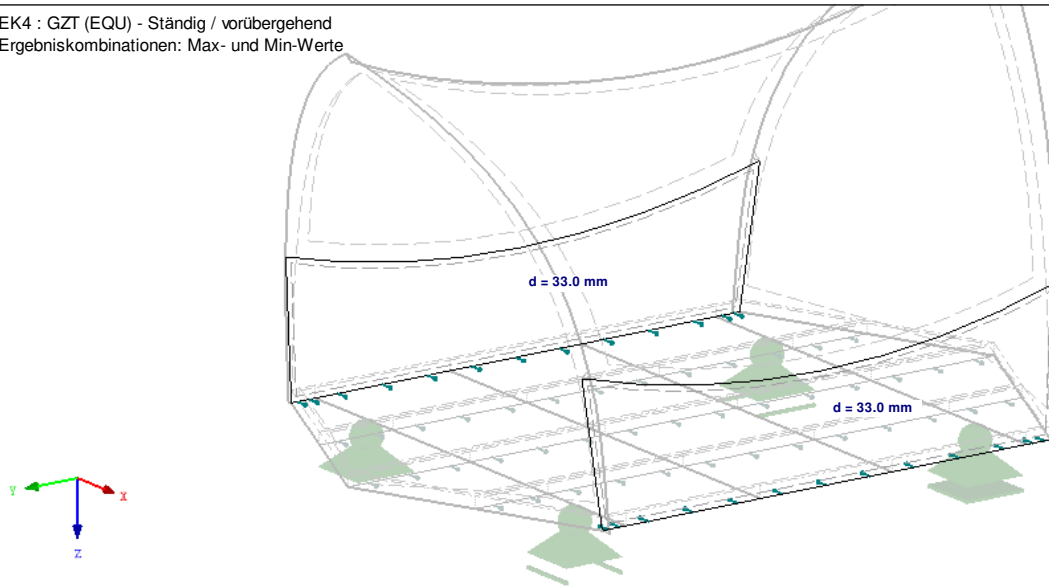 EK4 : GZT (EQU) - Ständig / vorübergehend
Ergebniskombinationen: Max- und Min-Werte
d = 33.0 mm
d = 33.0 mm
Y
X
Z